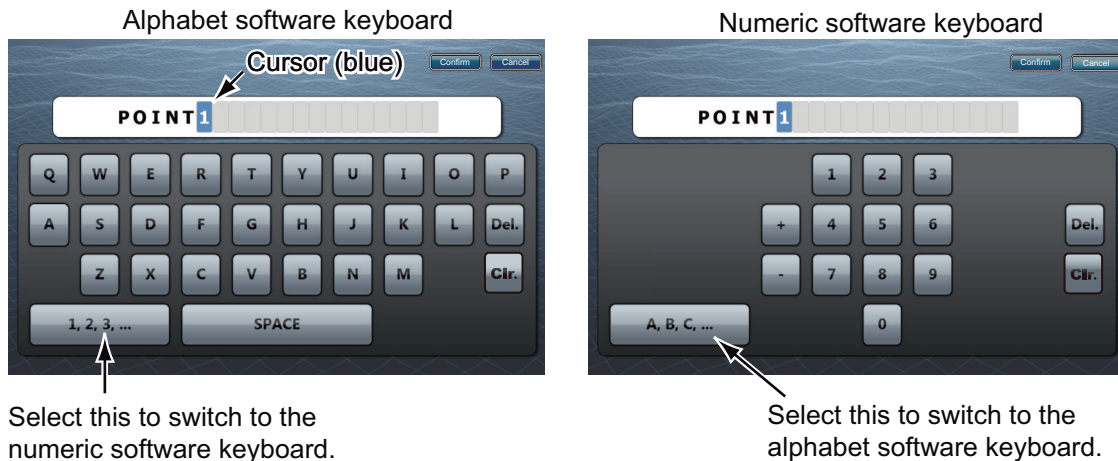 Alphabet software keyboard
Cursor (blue)
Confirm Cancel
POINT1
Q W E R T Y U I O P
A S D F G H J K L Del.
Z X C V B N M Clr.
1, 2, 3, ... SPACE
Select this to switch to the
numeric software keyboard.
Numeric software keyboard
Confirm Cancel
POINT1
1 2 3
+ 4 5 6 Del.
- 7 8 9 Clr.
A, B, C, ... 0
Select this to switch to the
alphabet software keyboard.